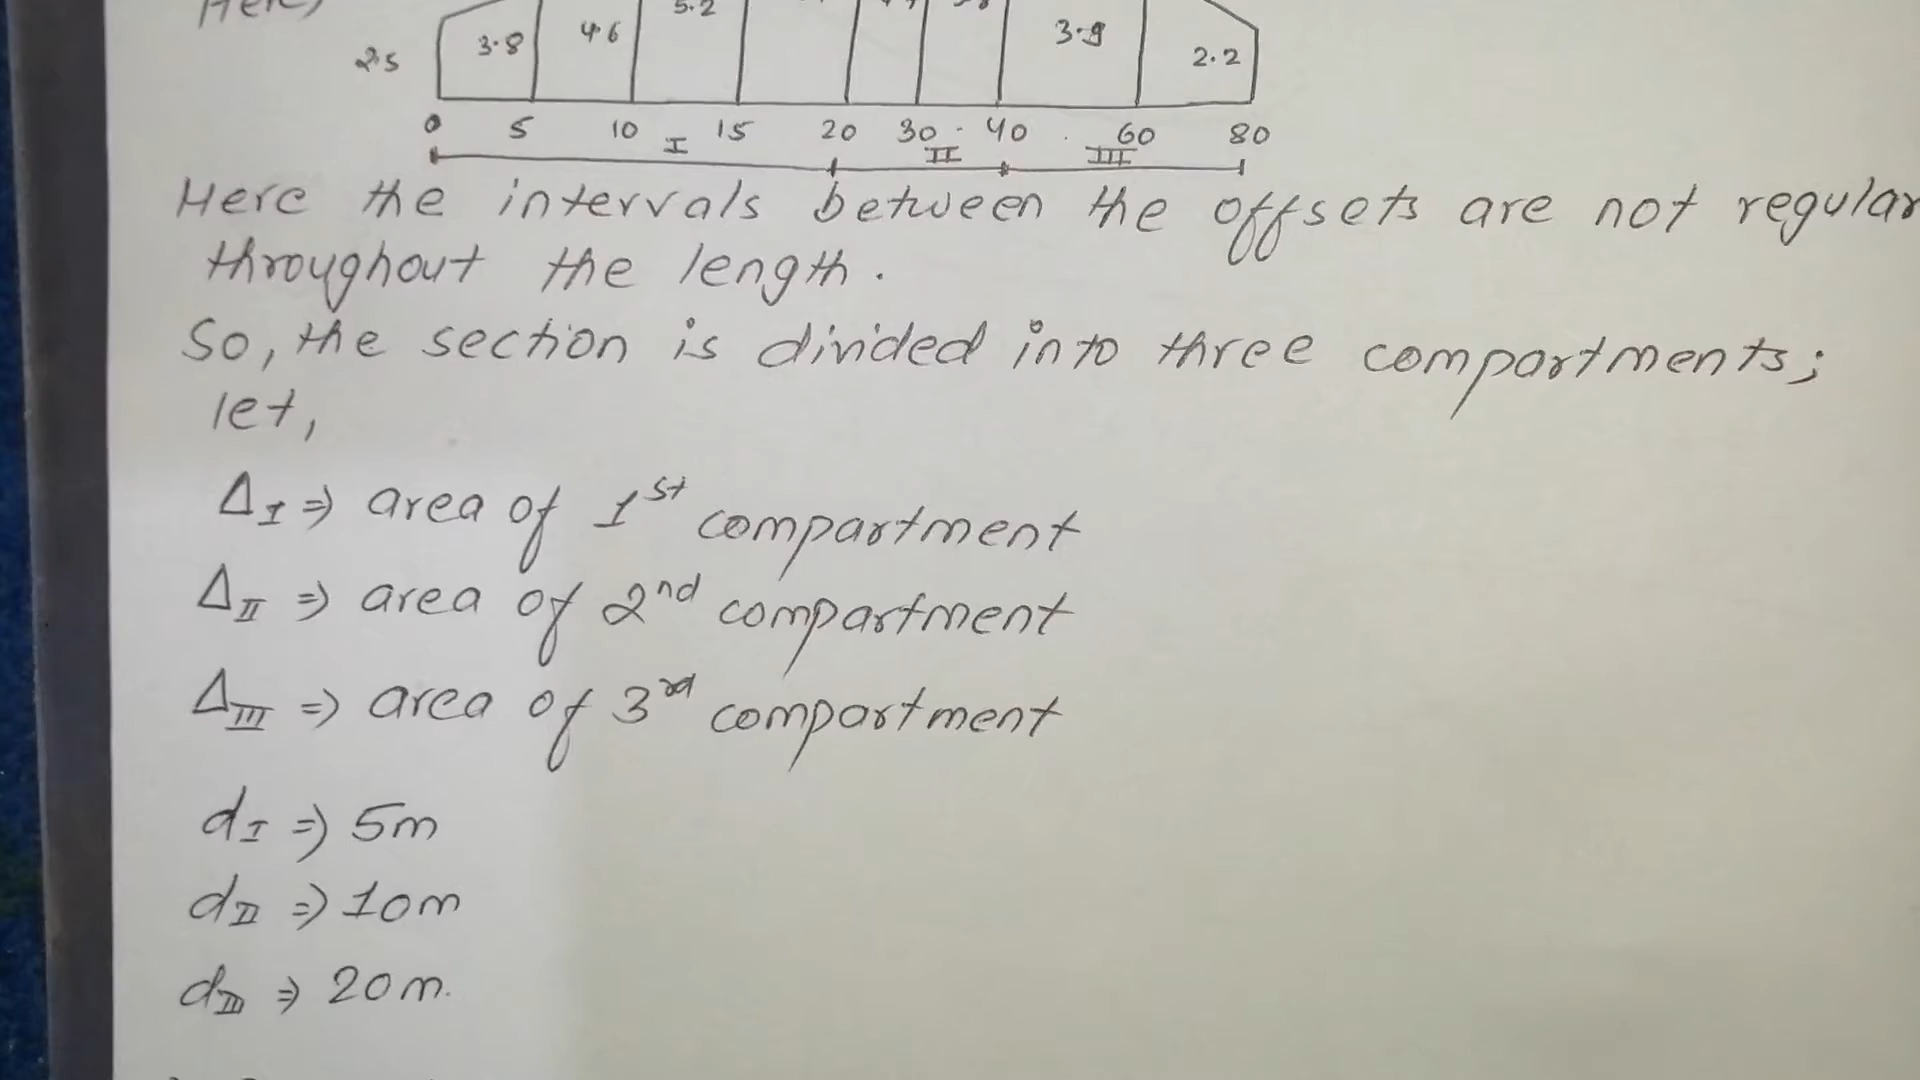 5.2
2.5 3.8 4.6 3.9 2.2
0 5 10 15 20 30 40 60 80
I II III
Here the intervals between the offsets are not regular
throughout the length.
So, the section is divided into three compartments;
let,
ΔI ⇒ area of 1st compartment
ΔII ⇒ area of 2nd compartment
ΔIII ⇒ area of 3rd compartment
dI ⇒ 5m
dII ⇒ 10m
dIII ⇒ 20m.